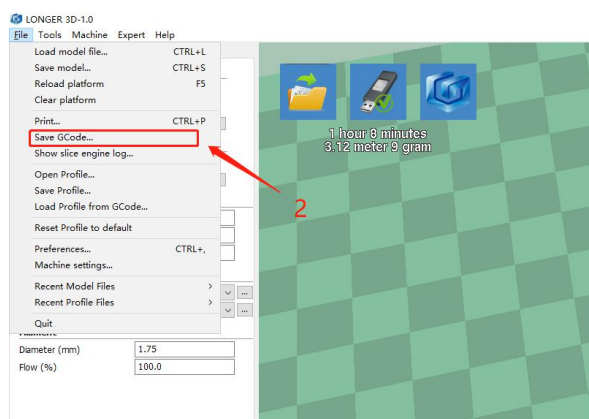 LONGER 3D-1.0
File Tools Machine Expert Help
Load model file... CTRL+L
Save model... CTRL+S
Reload platform F5
Clear platform
Print... CTRL+P
Save GCode...
Show slice engine log...
Open Profile...
Save Profile...
Load Profile from GCode...
Reset Profile to default
Preferences... CTRL+,
Machine settings...
Recent Model Files >
Recent Profile Files >
Quit
Diameter (mm) 1.75
Flow (%) 100.0
1 hour 8 minutes
3.12 meter 9 gram
2